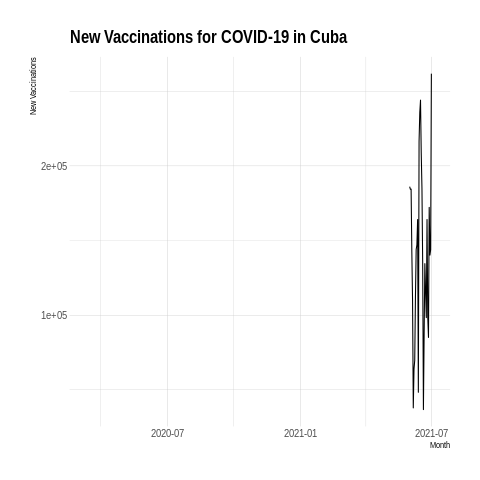 New Vaccinations for COVID-19 in Cuba
New Vaccinations
2e+05
1e+05
2020-07
2021-01
2021-07
Month